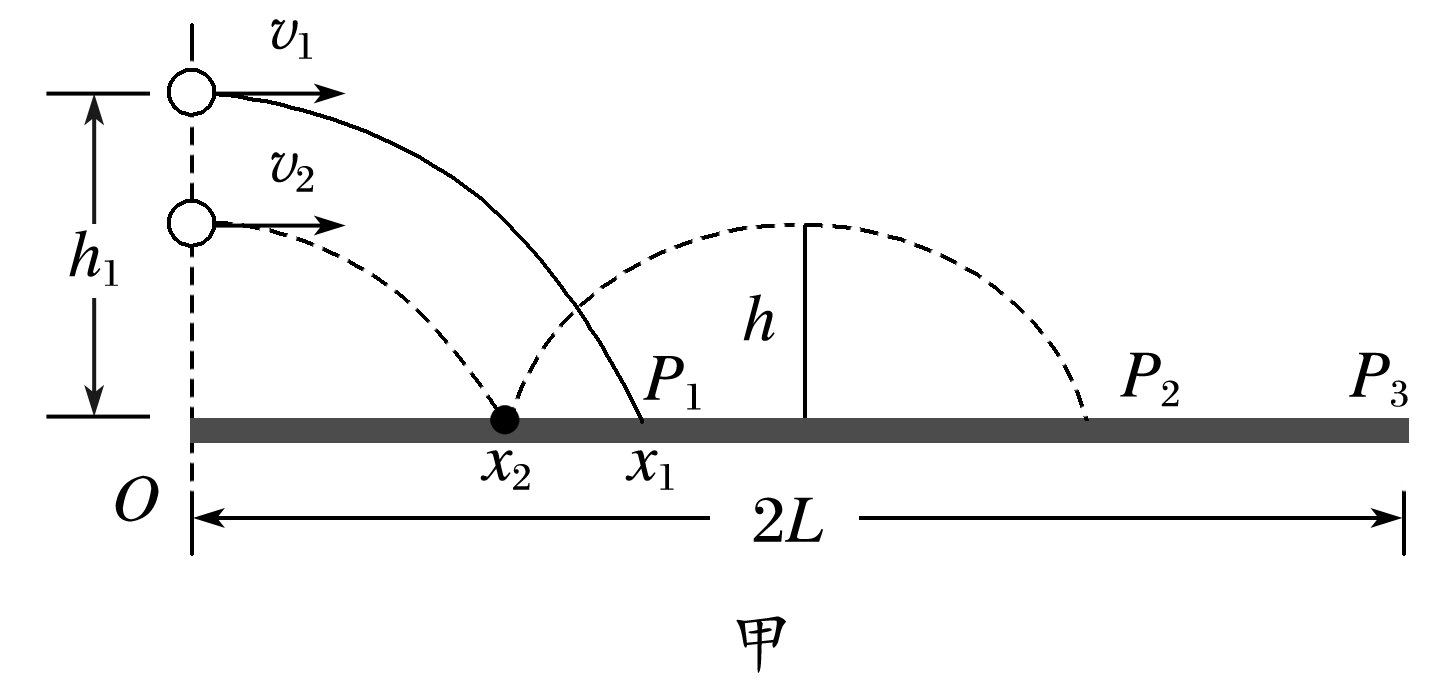 v₁
v₂
h₁
h
P₁
P₂
P₃
x₂
x₁
O
2L
甲